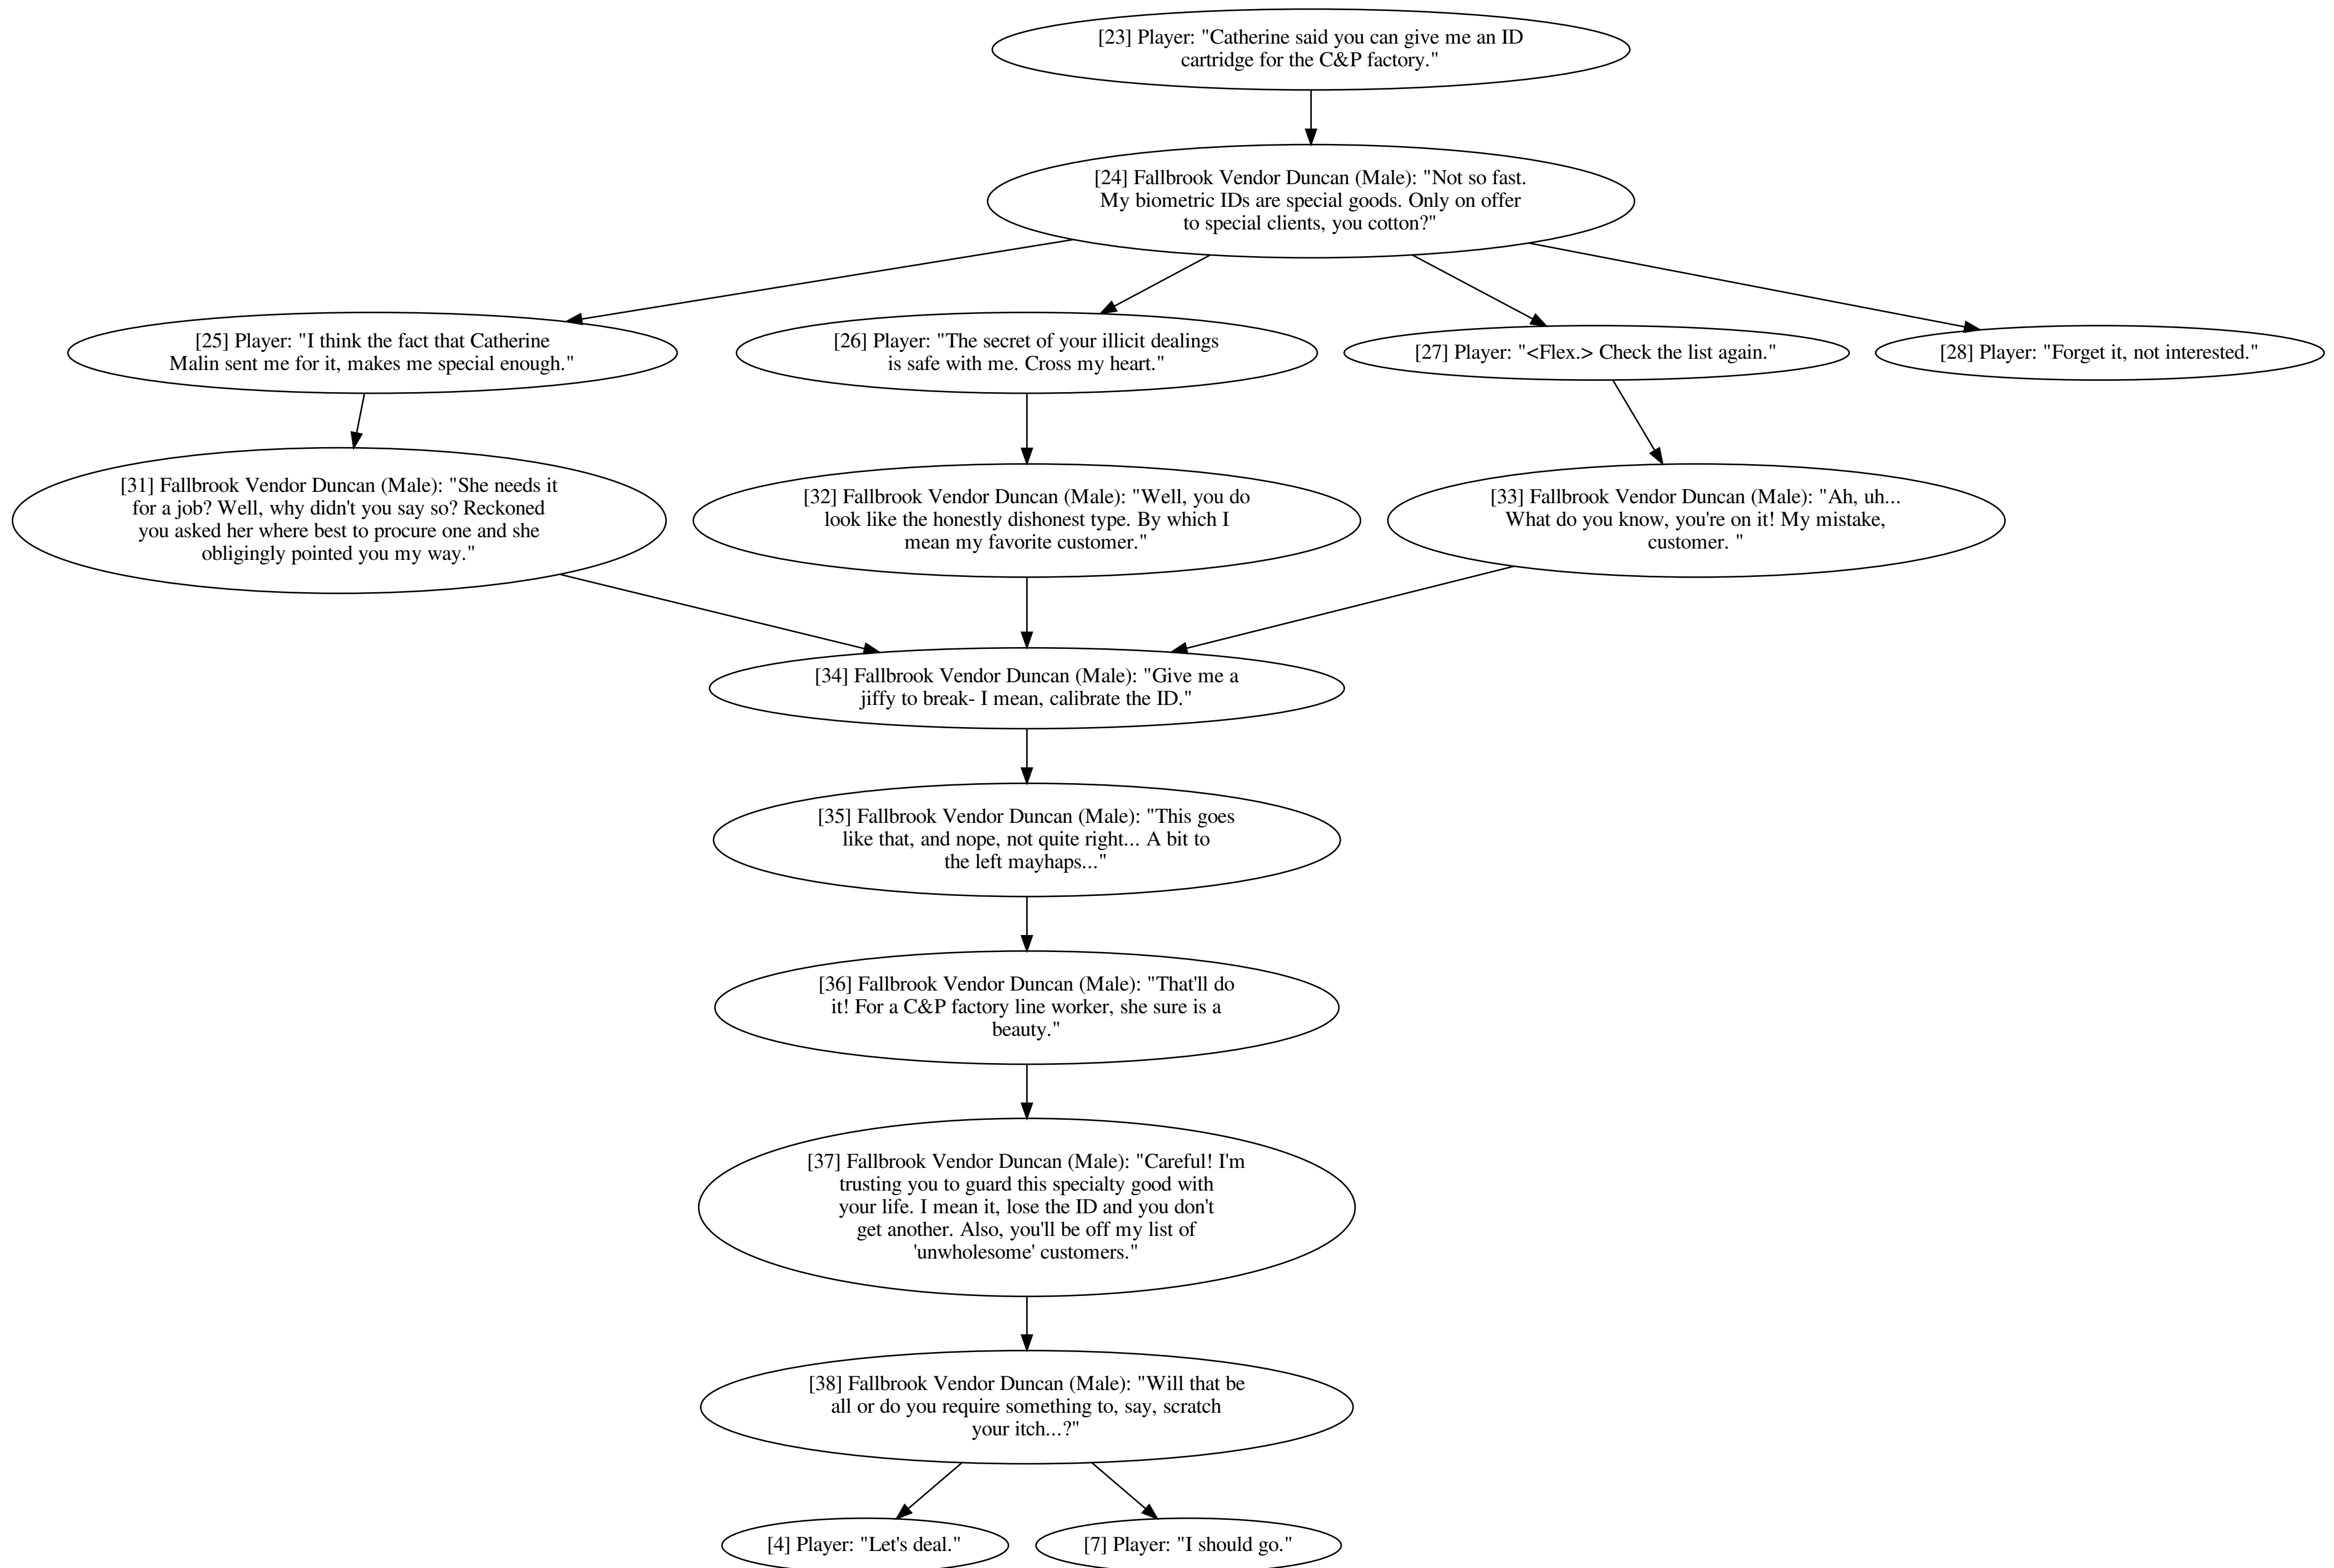 [23] Player: "Catherine said you can give me an ID
cartridge for the C&P factory."
[24] Fallbrook Vendor Duncan (Male): "Not so fast.
My biometric IDs are special goods. Only on offer
to special clients, you cotton?"
[25] Player: "I think the fact that Catherine
Malin sent me for it, makes me special enough."
[26] Player: "The secret of your illicit dealings
is safe with me. Cross my heart."
[27] Player: "<Flex.> Check the list again."
[28] Player: "Forget it, not interested."
[31] Fallbrook Vendor Duncan (Male): "She needs it
for a job? Well, why didn't you say so? Reckoned
you asked her where best to procure one and she
obligingly pointed you my way."
[32] Fallbrook Vendor Duncan (Male): "Well, you do
look like the honestly dishonest type. By which I
mean my favorite customer."
[33] Fallbrook Vendor Duncan (Male): "Ah, uh...
What do you know, you're on it! My mistake,
customer. "
[34] Fallbrook Vendor Duncan (Male): "Give me a
jiffy to break- I mean, calibrate the ID."
[35] Fallbrook Vendor Duncan (Male): "This goes
like that, and nope, not quite right... A bit to
the left mayhaps..."
[36] Fallbrook Vendor Duncan (Male): "That'll do
it! For a C&P factory line worker, she sure is a
beauty."
[37] Fallbrook Vendor Duncan (Male): "Careful! I'm
trusting you to guard this specialty good with
your life. I mean it, lose the ID and you don't
get another. Also, you'll be off my list of
'unwholesome' customers."
[38] Fallbrook Vendor Duncan (Male): "Will that be
all or do you require something to, say, scratch
your itch...?"
[4] Player: "Let's deal."
[7] Player: "I should go."